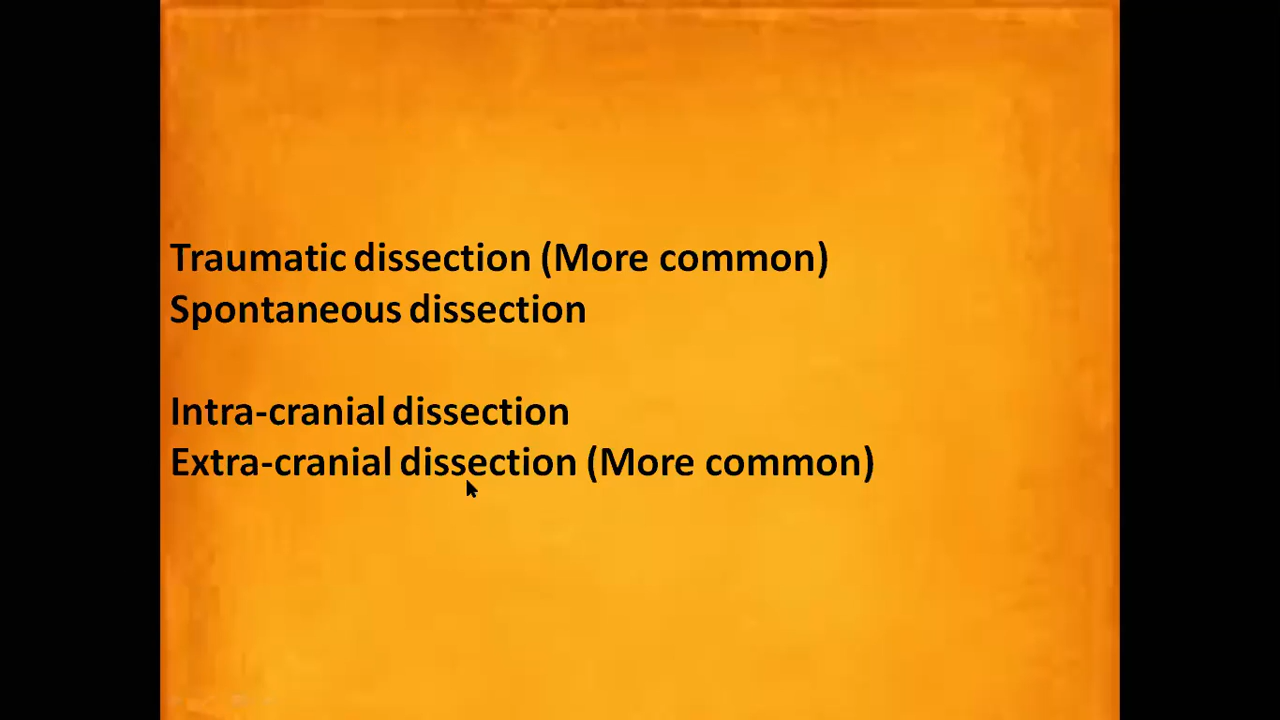 Traumatic dissection (More common)
Spontaneous dissection
Intra-cranial dissection
Extra-cranial dissection (More common)